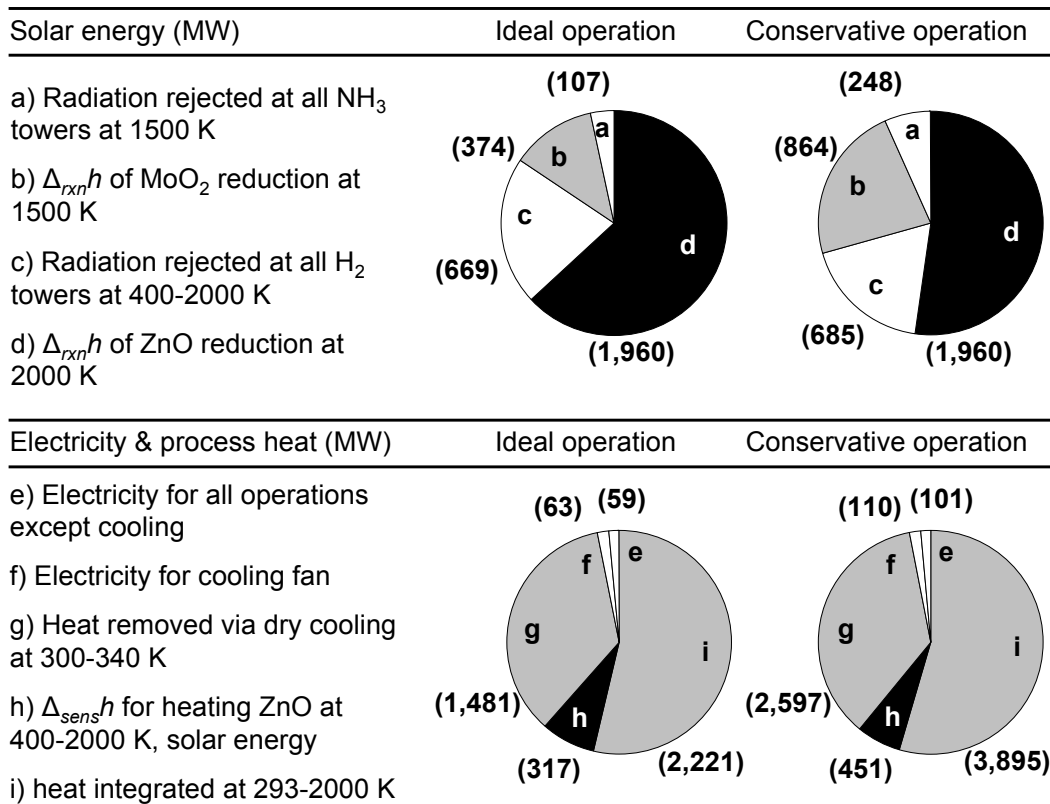 Solar energy (MW) Ideal operation Conservative operation
a) Radiation rejected at all NH3
towers at 1500 K
b) Δrxnh of MoO2 reduction at
1500 K
c) Radiation rejected at all H2
towers at 400-2000 K
d) Δrxnh of ZnO reduction at
2000 K
(107)
(374)
(669)
(1,960)
a
b
c
d
(248)
(864)
(685)
(1,960)
a
b
c
d
Electricity & process heat (MW) Ideal operation Conservative operation
e) Electricity for all operations
except cooling
f) Electricity for cooling fan
g) Heat removed via dry cooling
at 300-340 K
h) Δsensh for heating ZnO at
400-2000 K, solar energy
i) heat integrated at 293-2000 K
(63) (59)
f e
g
i
h
(1,481)
(317)
(2,221)
(110) (101)
f e
g
i
h
(2,597)
(451)
(3,895)